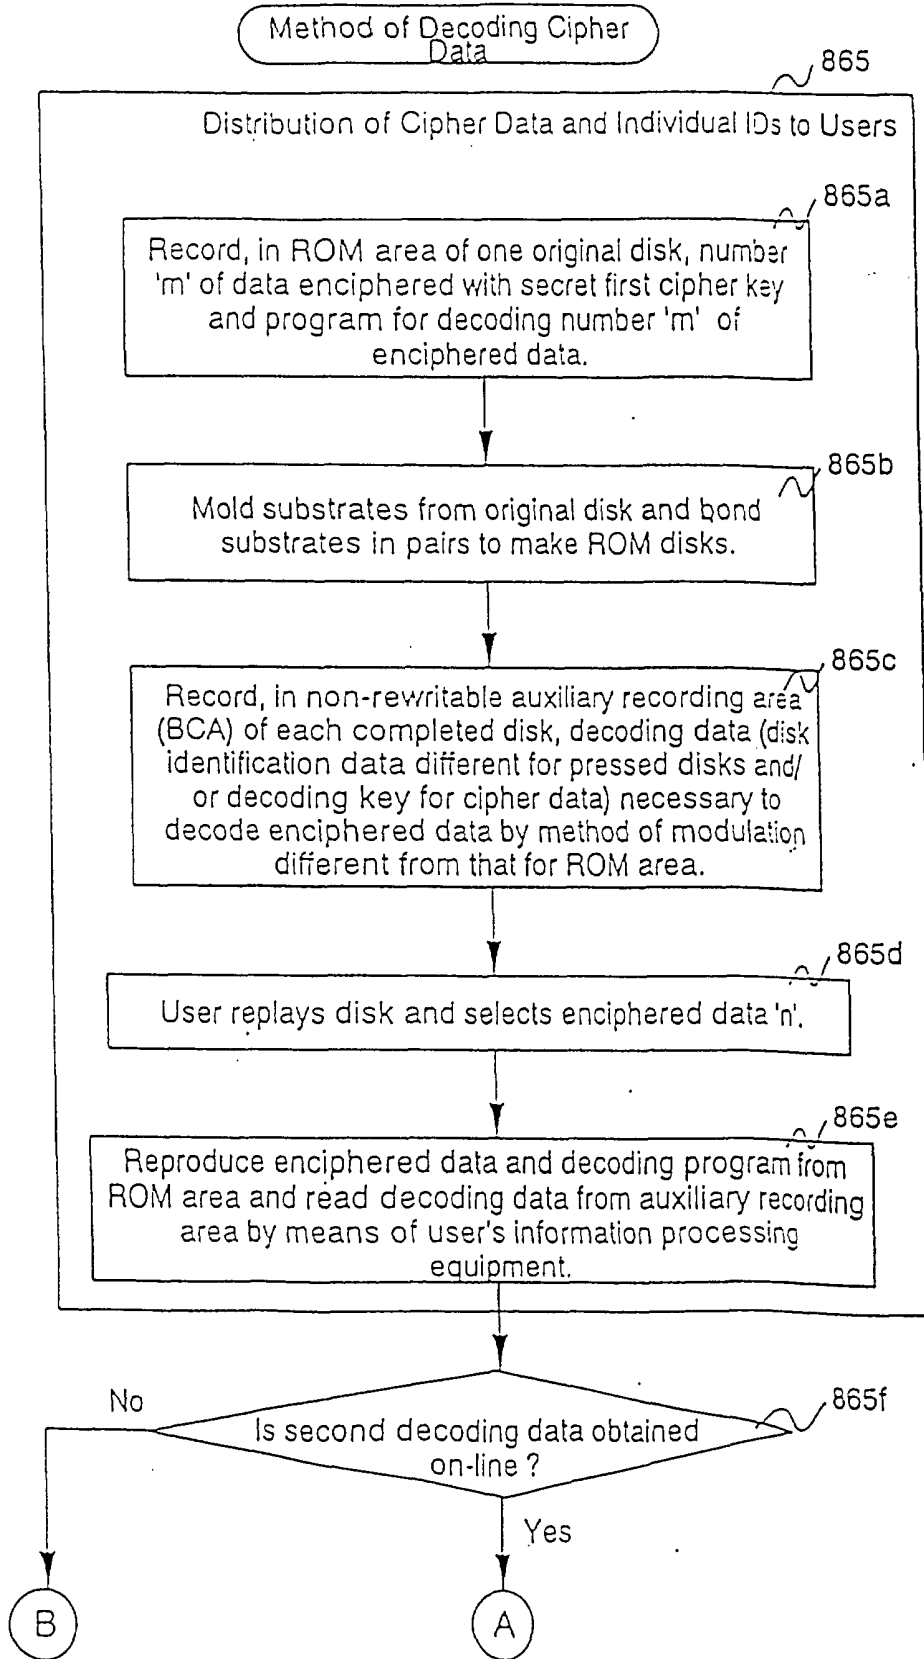 Method of Decoding Cipher
Data
865
Distribution of Cipher Data and Individual IDs to Users
865a
Record, in ROM area of one original disk, number
'm' of data enciphered with secret first cipher key
and program for decoding number 'm' of
enciphered data.
865b
Mold substrates from original disk and bond
substrates in pairs to make ROM disks.
865c
Record, in non-rewritable auxiliary recording area
(BCA) of each completed disk, decoding data (disk
identification data different for pressed disks and/
or decoding key for cipher data) necessary to
decode enciphered data by method of modulation
different from that for ROM area.
865d
User replays disk and selects enciphered data 'n'.
865e
Reproduce enciphered data and decoding program from
ROM area and read decoding data from auxiliary recording
area by means of user's information processing
equipment.
865f
No
Is second decoding data obtained
on-line ?
Yes
B
A